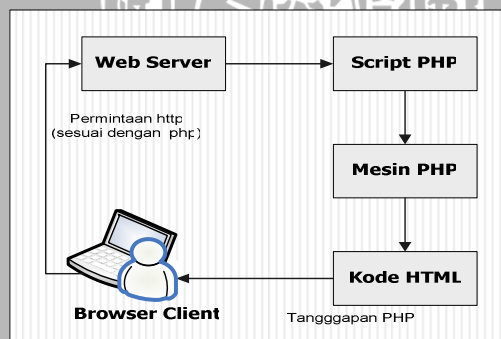 Web Server
Script PHP
Permintaan http
(sesuai dengan php)
Mesin PHP
Kode HTML
Browser Client
Tangggapan PHP